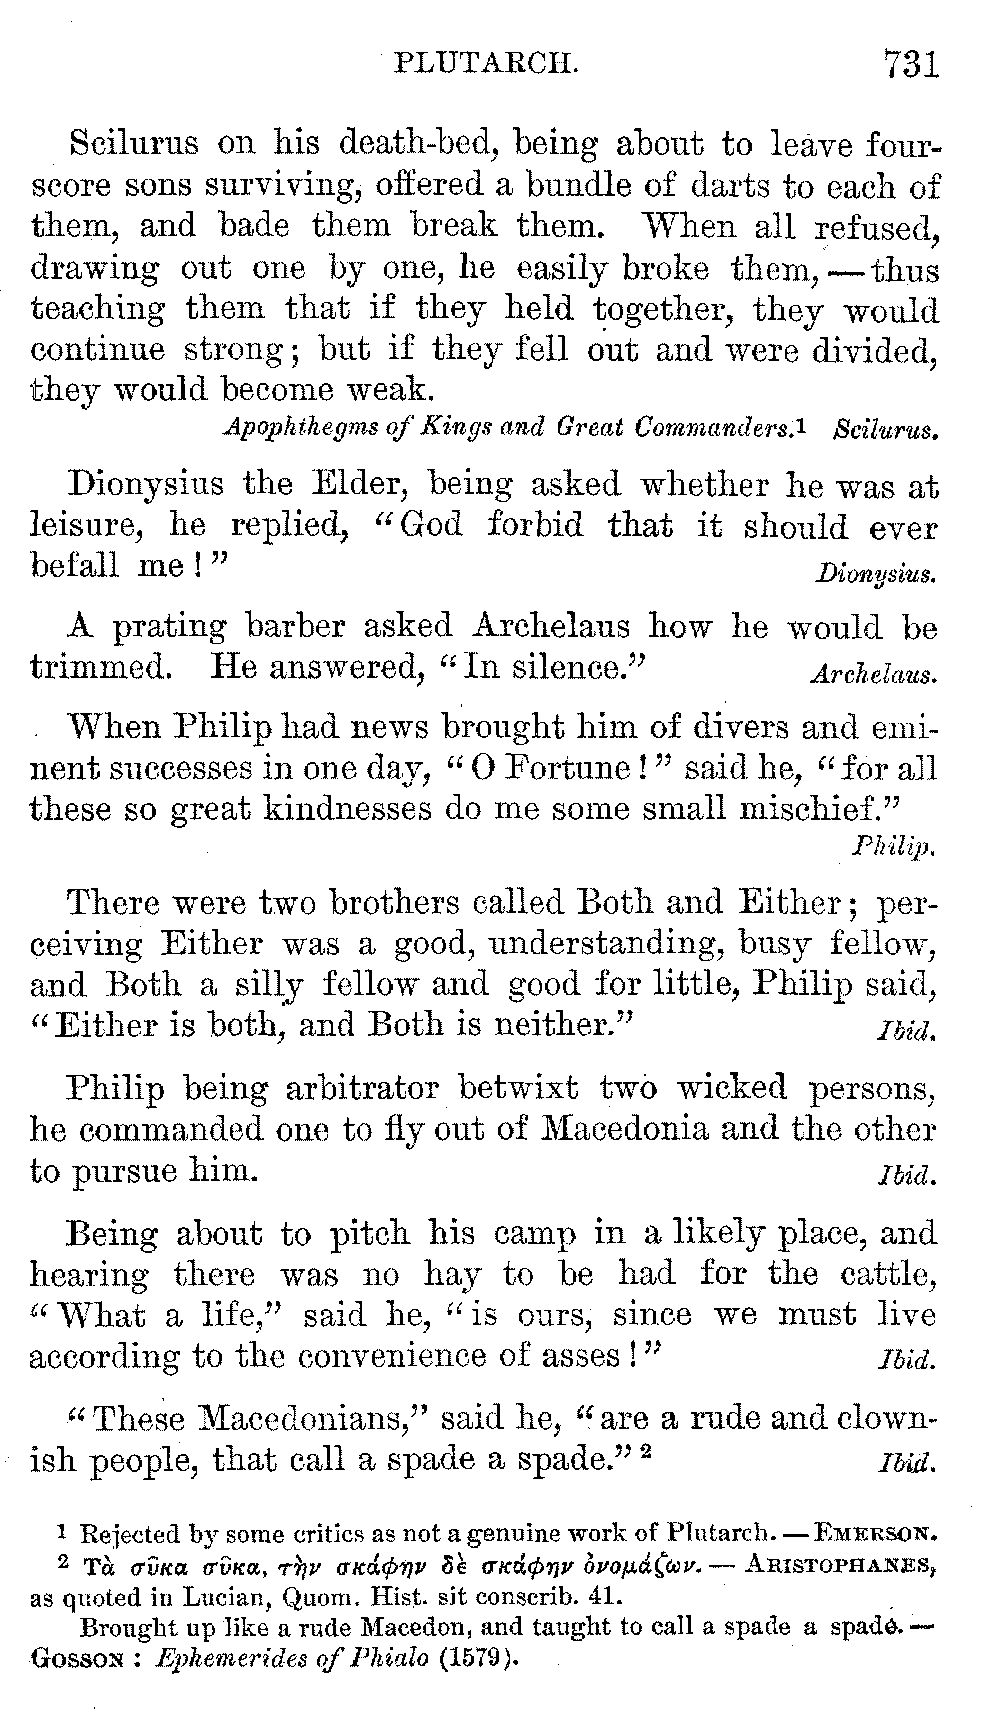 PLUTARCH. 731
Scilurus on his death-bed, being about to leave four-
score sons surviving, offered a bundle of darts to each of
them, and bade them break them. When all refused,
drawing out one by one, he easily broke them, — thus
teaching them that if they held together, they would
continue strong; but if they fell out and were divided,
they would become weak.
Apophthegms of Kings and Great Commanders.1 Scilurus.
Dionysius the Elder, being asked whether he was at
leisure, he replied, "God forbid that it should ever
befall me!" Dionysius.
A prating barber asked Archelaus how he would be
trimmed. He answered, "In silence." Archelaus.
When Philip had news brought him of divers and emi-
nent successes in one day, "O Fortune!" said he, "for all
these so great kindnesses do me some small mischief."
Philip.
There were two brothers called Both and Either; per-
ceiving Either was a good, understanding, busy fellow,
and Both a silly fellow and good for little, Philip said,
"Either is both, and Both is neither." Ibid.
Philip being arbitrator betwixt two wicked persons,
he commanded one to fly out of Macedonia and the other
to pursue him. Ibid.
Being about to pitch his camp in a likely place, and
hearing there was no hay to be had for the cattle,
"What a life," said he, "is ours, since we must live
according to the convenience of asses!" Ibid.
"These Macedonians," said he, "are a rude and clown-
ish people, that call a spade a spade." 2 Ibid.
1 Rejected by some critics as not a genuine work of Plutarch. — EMERSON.
2 Τὰ σῦκα σῦκα, τὴν σκάφην δὲ σκάφην ὀνομάζων. — ARISTOPHANES,
as quoted in Lucian, Quom. Hist. sit conscrib. 41.
Brought up like a rude Macedon, and taught to call a spade a spade. —
GOSSON : Ephemerides of Phialo (1579).